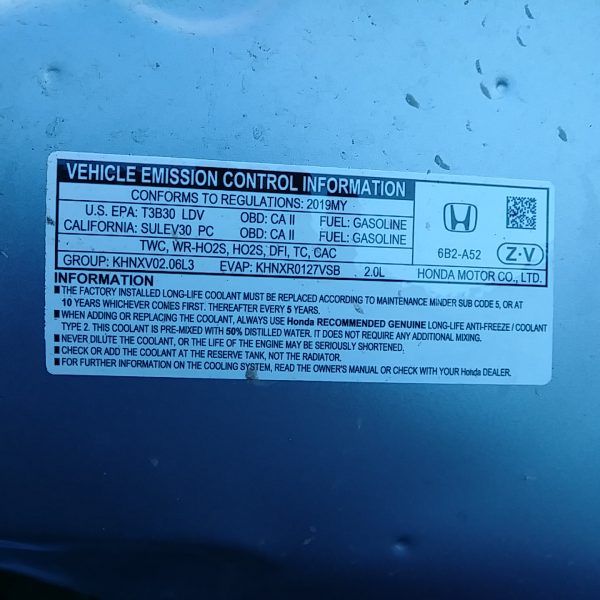 VEHICLE EMISSION CONTROL INFORMATION
CONFORMS TO REGULATIONS: 2019MY
U.S. EPA: T3B30 LDV OBD: CA II FUEL: GASOLINE
CALIFORNIA: SULEV30 PC OBD: CA II FUEL: GASOLINE
TWC, WR-HO2S, HO2S, DFI, TC, CAC
GROUP: KHNXV02.06L3 EVAP: KHNXR0127VSB 2.0L
6B2-A52 Z·V
HONDA MOTOR CO., LTD.
INFORMATION
■THE FACTORY INSTALLED LONG-LIFE COOLANT MUST BE REPLACED ACCORDING TO MAINTENANCE MINDER SUB CODE 5, OR AT
10 YEARS WHICHEVER COMES FIRST. THEREAFTER EVERY 5 YEARS.
■WHEN ADDING OR REPLACING THE COOLANT, ALWAYS USE Honda RECOMMENDED GENUINE LONG-LIFE ANTI-FREEZE / COOLANT
TYPE 2. THIS COOLANT IS PRE-MIXED WITH 50% DISTILLED WATER. IT DOES NOT REQUIRE ANY ADDITIONAL MIXING.
■NEVER DILUTE THE COOLANT, OR THE LIFE OF THE ENGINE MAY BE SERIOUSLY SHORTENED.
■CHECK OR ADD THE COOLANT AT THE RESERVE TANK, NOT THE RADIATOR.
■FOR FURTHER INFORMATION ON THE COOLING SYSTEM, READ THE OWNER'S MANUAL OR CHECK WITH YOUR Honda DEALER.